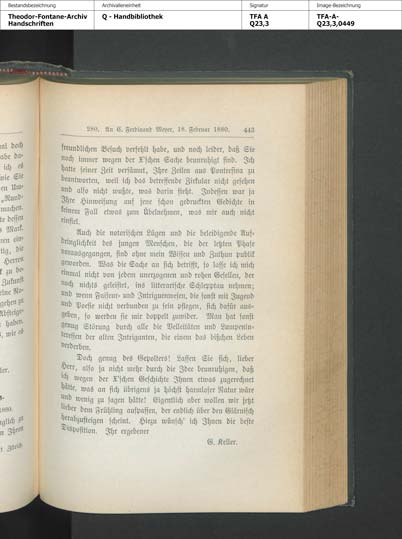 Bestandsbezeichnung
Archivalieneinheit
Signatur
Image-Bezeichnung
Theodor-Fontane-Archiv
Handschriften
Q - Handbibliothek
TFA A
Q23,3
TFA-A-
Q23,3,0449
280. An C. Ferdinand Meyer, 18. Februar 1880. 443
freundlichen Besuch verfehlt habe, und noch leider, daß Sie
noch immer wegen der T'schen Sache beunruhigt sind. Ich
hatte seiner Zeit versäumt, Ihre Zeilen aus Pontresina zu
beantworten, weil ich das betreffende Zirkular nicht gesehen
und also nicht wußte, was darin steht. Indessen war ja
Ihre Hinweisung auf jene schon gedruckten Gedichte in
keinem Fall etwas zum Übelnehmen, was mir auch nicht
einfiel.
Auch die notorischen Lügen und die beleidigende Auf-
dringlichkeit des jungen Menschen, die der letzten Phase
vorausgegangen, sind ohne mein Wissen und Zuthun publik
geworden. Was die Sache an sich betrifft, so lasse ich mich
einmal nicht von jedem unerzogenen und rohen Gesellen, der
noch nichts geleistet, ins litterarische Schlepptau nehmen;
und wenn Faiseur- und Intriguenwesen, die sonst mit Jugend
und Poesie nicht verbunden zu sein pflegen, sich dafür aus-
geben, so werden sie mir doppelt zuwider. Man hat sonst
genug Störung durch alle die Velleitäten und Lumpenin-
teressen der alten Intriganten, die einem das bißchen Leben
verderben.
Doch genug des Gepolters! Lassen Sie sich, lieber
Herr, also ja nicht mehr durch die Idee beunruhigen, daß
ich wegen der T'schen Geschichte Ihnen etwas zugerechnet
hätte, was an sich übrigens ja höchst harmloser Natur wäre
und wenig zu sagen hätte! Eigentlich aber wollen wir jetzt
lieber dem Frühling aufpassen, der endlich über den Glärnisch
herabzusteigen scheint. Hiezu wünsch' ich Ihnen die beste
Disposition. Ihr ergebener
G. Keller.